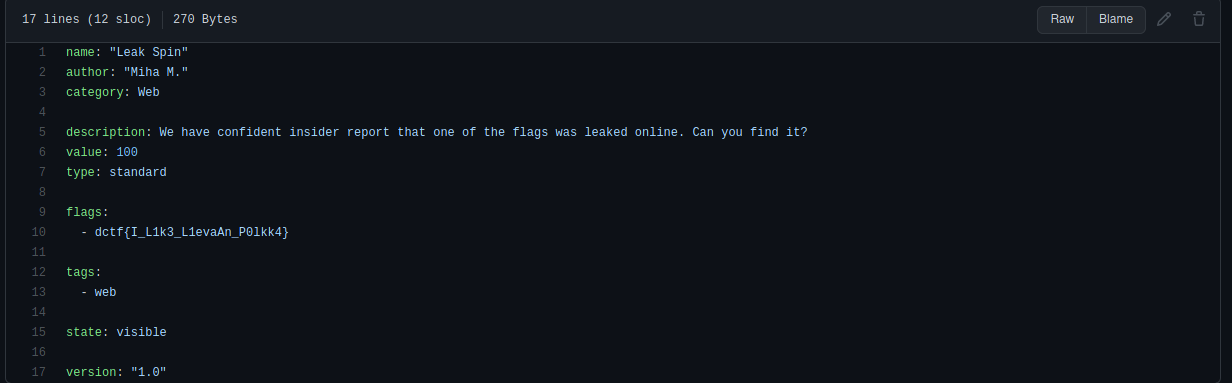 17 lines (12 sloc) 270 Bytes Raw Blame
1 name: "Leak Spin"
2 author: "Miha M."
3 category: Web
4
5 description: We have confident insider report that one of the flags was leaked online. Can you find it?
6 value: 100
7 type: standard
8
9 flags:
10 - dctf{I_L1k3_L1evaAn_P0lkk4}
11
12 tags:
13 - web
14
15 state: visible
16
17 version: "1.0"